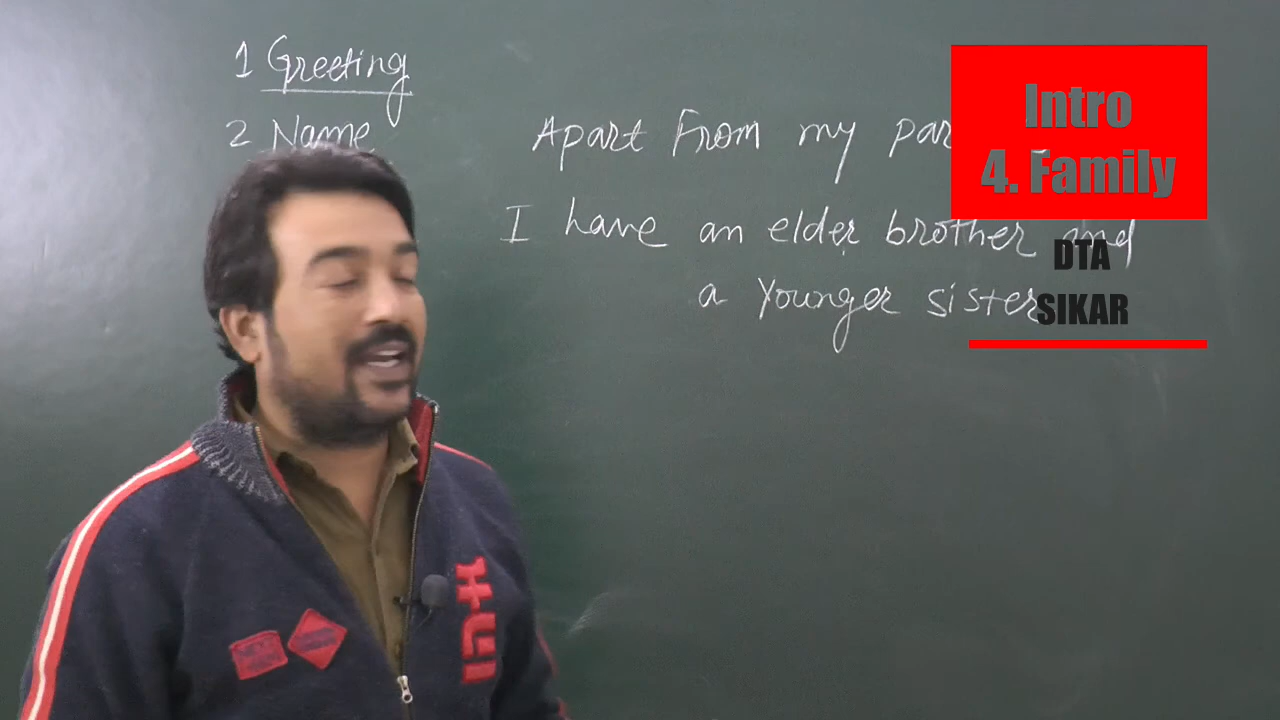 1 Greeting
2 Name
Apart From my
I have an elder brother and
a Younger sister
Intro
4. Family
DTA
SIKAR